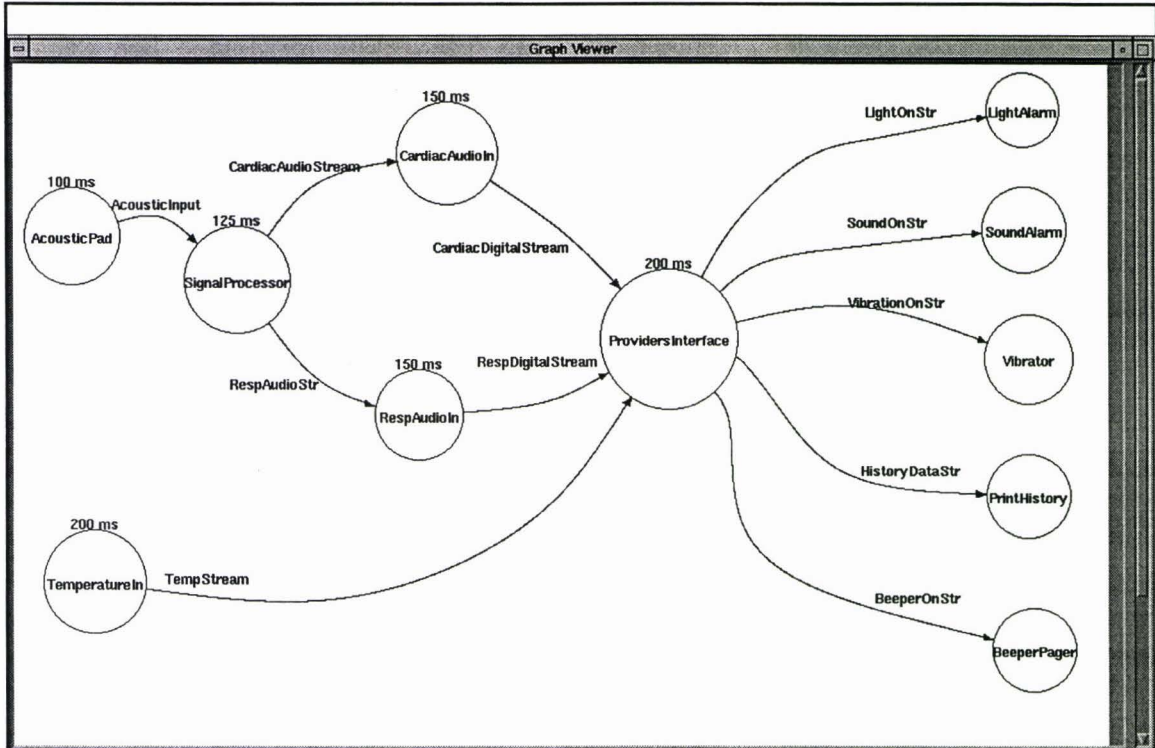 Graph Viewer
150 ms
LightOnStr
LightAlarm
CardiacAudioStream
CardiacAudioIn
100 ms
AcousticInput
AcousticPad
125 ms
SignalProcessor
CardiacDigitalStream
SoundOnStr
SoundAlarm
200 ms
ProvidersInterface
VibrationOnStr
Vibrator
150 ms
RespDigitalStream
RespAudioStr
RespAudioIn
HistoryDataStr
PrintHistory
200 ms
TemperatureIn
TempStream
BeeperOnStr
BeeperPager